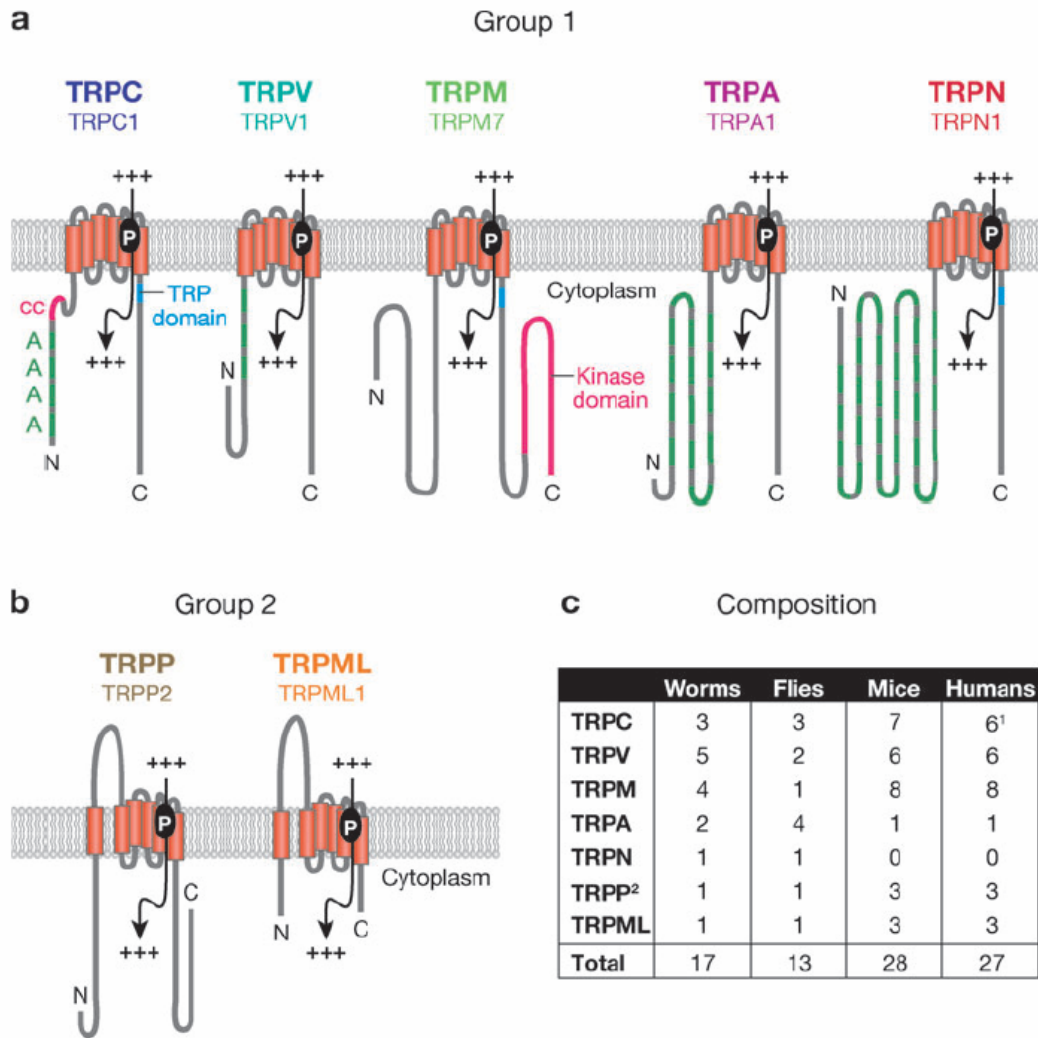 a Group 1
TRPC TRPV TRPM TRPA TRPN
TRPC1 TRPV1 TRPM7 TRPA1 TRPN1
+++ +++ +++ +++ +++
P P P P P
cc TRP domain Cytoplasm N
A
A
A
A
+++ +++ +++ +++ +++
N N Kinase domain N
N C C C C C
b Group 2
TRPP TRPML
TRPP2 TRPML1
+++ +++
P P
Cytoplasm
C N C
+++ +++
N
c Composition
Worms Flies Mice Humans
TRPC 3 3 7 6¹
TRPV 5 2 6 6
TRPM 4 1 8 8
TRPA 2 4 1 1
TRPN 1 1 0 0
TRPP² 1 1 3 3
TRPML 1 1 3 3
Total 17 13 28 27